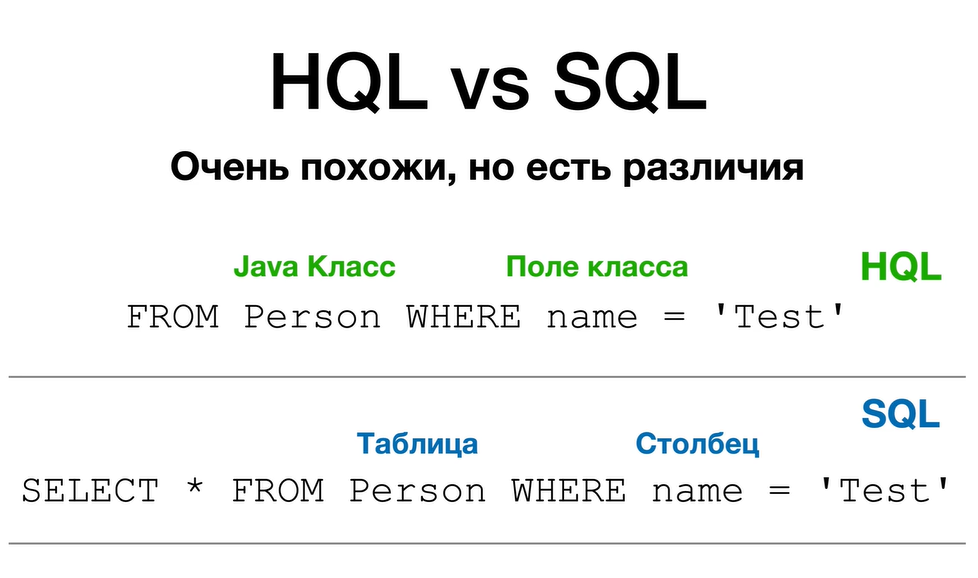 HQL vs SQL
Очень похожи, но есть различия
Java Класс Поле класса HQL
FROM Person WHERE name = 'Test'
SQL
Таблица Столбец
SELECT * FROM Person WHERE name = 'Test'